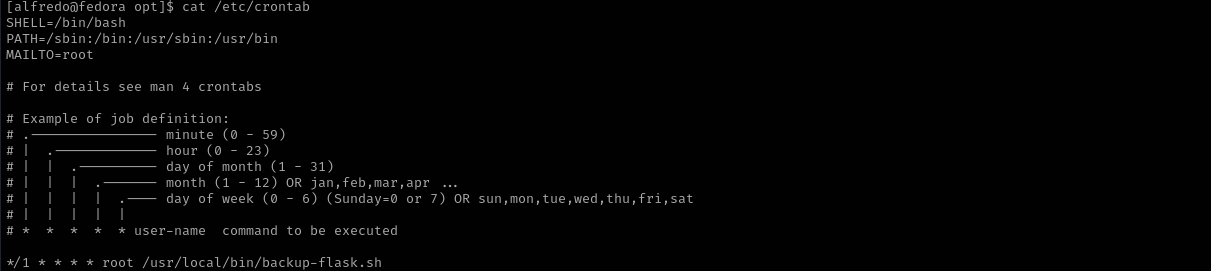 [alfredo@fedora opt]$ cat /etc/crontab
SHELL=/bin/bash
PATH=/sbin:/bin:/usr/sbin:/usr/bin
MAILTO=root

# For details see man 4 crontabs

# Example of job definition:
# .---------------- minute (0 - 59)
# |  .------------- hour (0 - 23)
# |  |  .---------- day of month (1 - 31)
# |  |  |  .------- month (1 - 12) OR jan,feb,mar,apr ...
# |  |  |  |  .---- day of week (0 - 6) (Sunday=0 or 7) OR sun,mon,tue,wed,thu,fri,sat
# |  |  |  |  |
# *  *  *  *  * user-name  command to be executed

*/1 * * * * root /usr/local/bin/backup-flask.sh